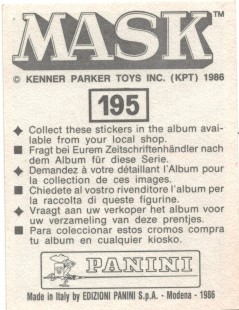 MASK™
© KENNER PARKER TOYS INC. (KPT) 1986
195
Collect these stickers in the album avai-
lable from your local shop.
Fragt bei Eurem Zeitschriftenhändler nach
dem Album für diese Serie.
Demandez à votre détaillant l'Album pour
la collection de ces images.
Chiedete al vostro rivenditore l'album per
la raccolta di queste figurine.
Vraagt aan uw verkoper het album voor
uw verzameling van deze prentjes.
Para coleccionar estos cromos compra
tu album en cualquier kiosko.
PANINI
Made in Italy by EDIZIONI PANINI S.p.A. - Modena - 1986